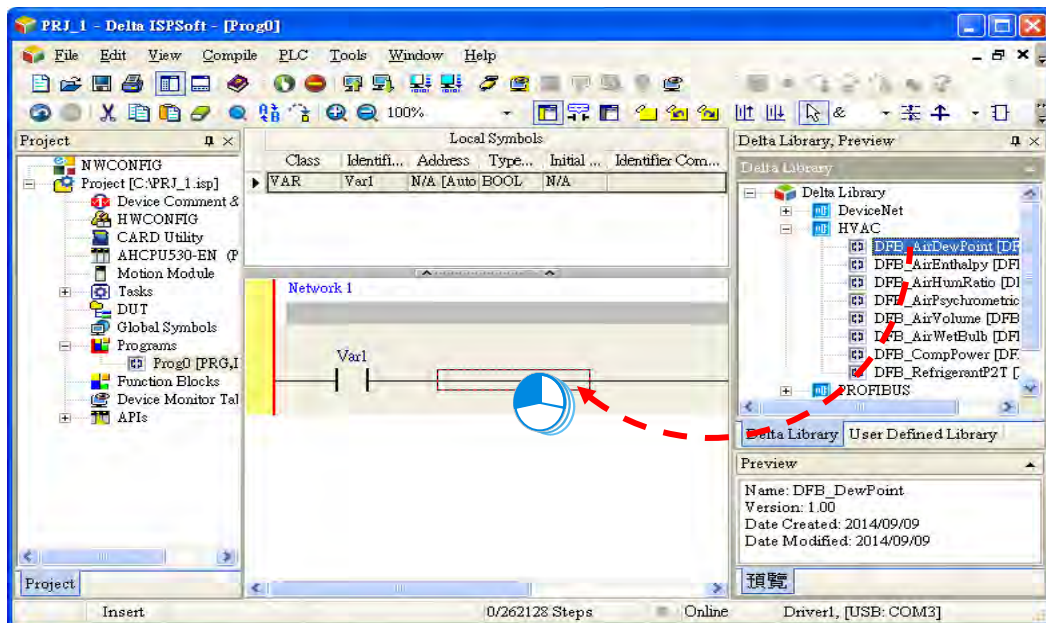 PRJ_1 - Delta ISPSoft - [Prog0]
File Edit View Compile PLC Tools Window Help
100%
Project
NWCONFIG
Project [C:\PRJ_1.isp]
Device Comment &
HWCONFIG
CARD Utility
AHCPU530-EN (P
Motion Module
Tasks
DUT
Global Symbols
Programs
Prog0 [PRG,I
Function Blocks
Device Monitor Tal
APIs
Project
Local Symbols
Class Identifi... Address Type... Initial ... Identifier Com...
VAR Var1 N/A [Auto BOOL N/A
Network 1
Var1
Delta Library, Preview
Delta Library
Delta Library
DeviceNet
HVAC
DFB_AirDewPoint [DF
DFB_AirEnthalpy [DFI
DFB_AirHumRatio [DI
DFB_AirPsychrometric
DFB_AirVolume [DFB
DFB_AirWetBulb [DFI
DFB_CompPower [DF.
DFB_RefrigerantP2T [
PROFIBUS
Delta Library User Defined Library
Preview
Name: DFB_DewPoint
Version: 1.00
Date Created: 2014/09/09
Date Modified: 2014/09/09
預覽
Insert 0/262128 Steps Online Driver1, [USB: COM3]